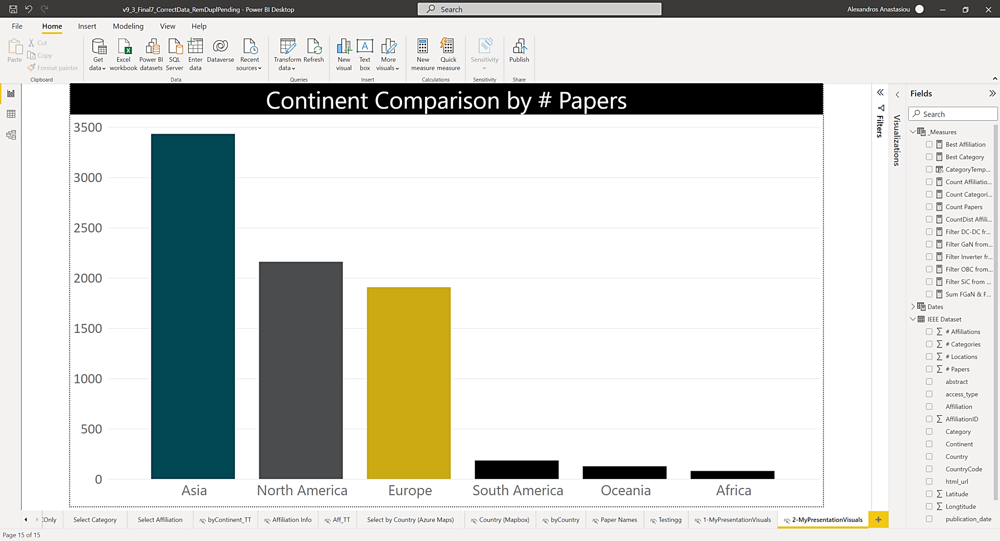 v9_3_Final7_CorrectData_RemDuplPending - Power BI Desktop
Search
Alexandros Anastasiou
File Home Insert Modeling View Help
Paste
Cut
Copy
Format painter
Clipboard
Get data
Excel workbook
Power BI datasets
SQL Server
Enter data
Dataverse
Recent sources
Data
Transform data
Refresh
Queries
New visual
Text box
More visuals
Insert
New measure
Quick measure
Calculations
Sensitivity
Sensitivity
Publish
Share
Continent Comparison by # Papers
3500
3000
2500
2000
1500
1000
500
0
Asia North America Europe South America Oceania Africa
Filters
Visualizations
Fields
Search
_Measures
Best Affiliation
Best Category
CategoryTemp...
Count Affiliatio...
Count Categori...
Count Papers
CountDist Affili...
Filter DC-DC fr...
Filter GaN from...
Filter Inverter fr...
Filter OBC from...
Filter SiC from ...
Sum FGaN & F...
Dates
IEEE Dataset
# Affiliations
# Categories
# Locations
# Papers
abstract
access_type
Affiliation
AffiliationID
Category
Continent
Country
CountryCode
html_url
Latitude
Longtitude
publication_date
Only Select Category Select Affiliation byContinent_TT Affiliation Info Aff_TT Select by Country (Azure Maps) Country (Mapbox) byCountry Paper Names Testingg 1-MyPresentationVisuals 2-MyPresentationVisuals +
Page 15 of 15